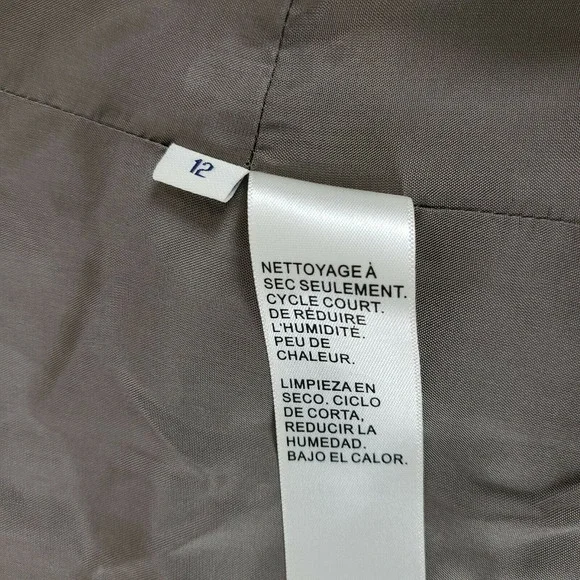 12
NETTOYAGE À
SEC SEULEMENT.
CYCLE COURT.
DE RÉDUIRE
L'HUMIDITÉ.
PEU DE
CHALEUR.
LIMPIEZA EN
SECO. CICLO
DE CORTA,
REDUCIR LA
HUMEDAD.
BAJO EL CALOR.